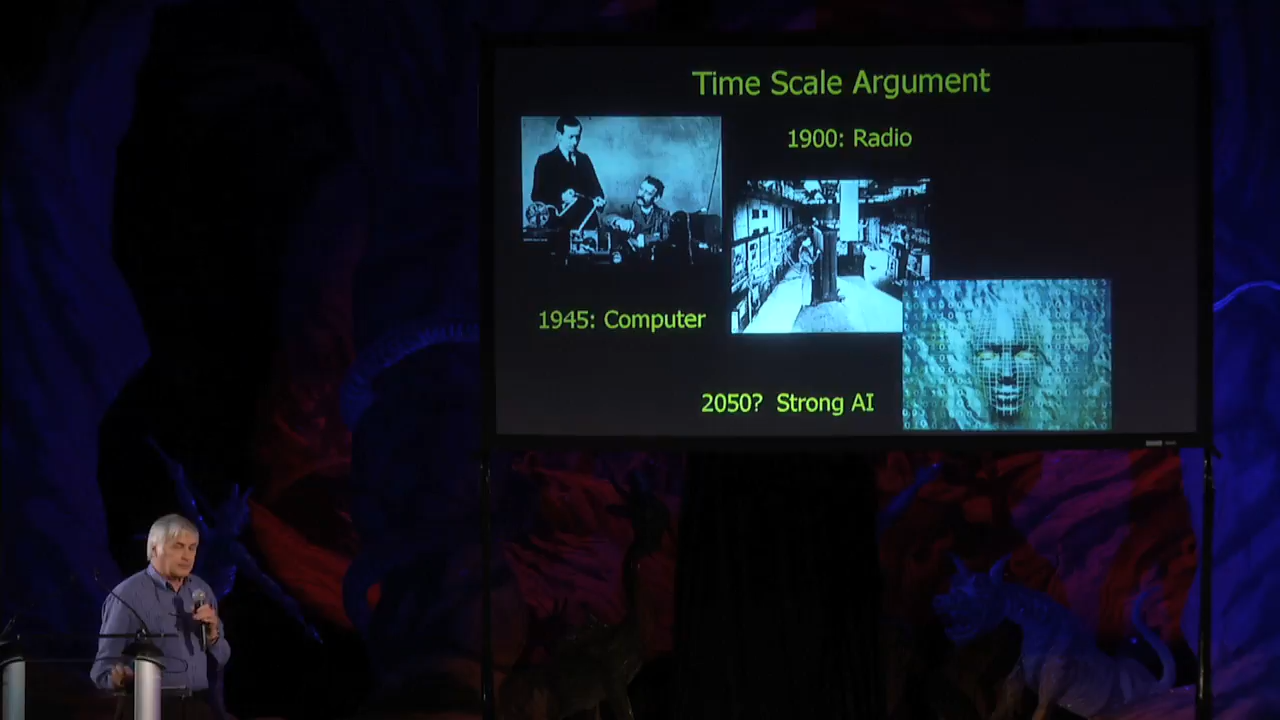 Time Scale Argument
1900: Radio
1945: Computer
2050? Strong AI